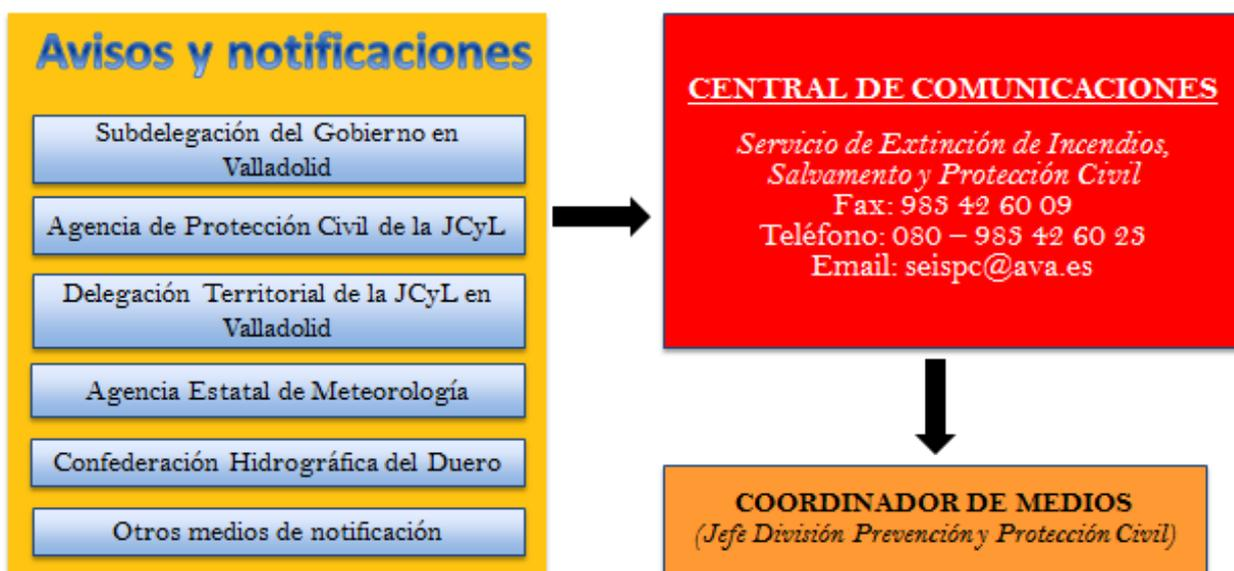 Avisos y notificaciones
Subdelegación del Gobierno en
Valladolid
Agencia de Protección Civil de la JCyL
Delegación Territorial de la JCyL en
Valladolid
Agencia Estatal de Meteorología
Confederación Hidrográfica del Duero
Otros medios de notificación
CENTRAL DE COMUNICACIONES
Servicio de Extinción de Incendios,
Salvamento y Protección Civil
Fax: 983 42 60 09
Teléfono: 080 – 983 42 60 23
Email: seispc@ava.es
COORDINADOR DE MEDIOS
(Jefe División Prevención y Protección Civil)